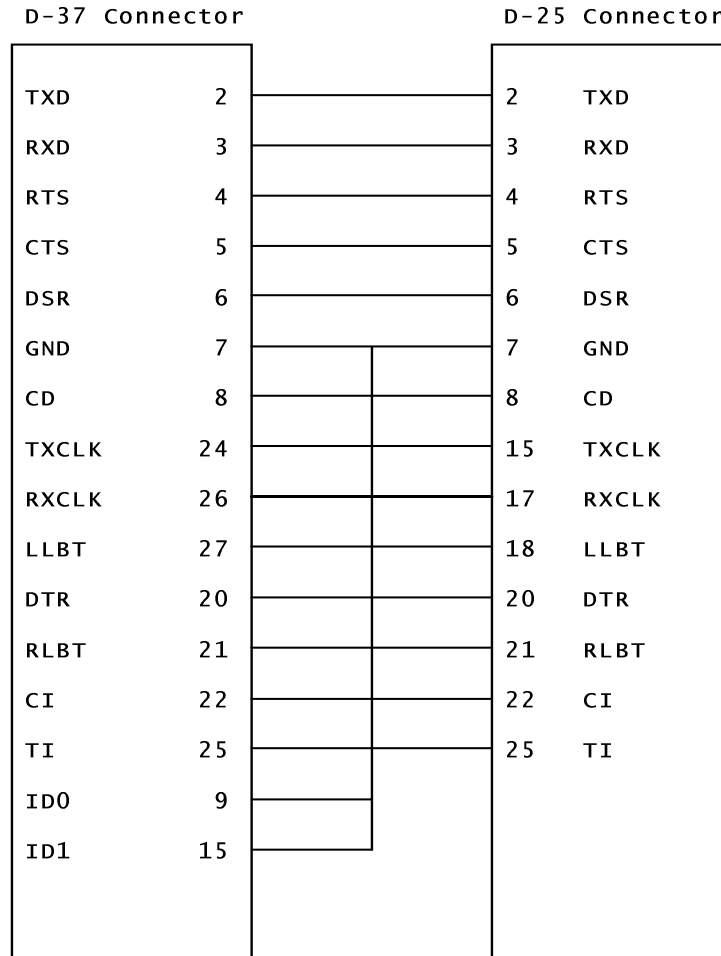 D-37 Connector D-25 Connector
TXD 2 2 TXD
RXD 3 3 RXD
RTS 4 4 RTS
CTS 5 5 CTS
DSR 6 6 DSR
GND 7 7 GND
CD 8 8 CD
TXCLK 24 15 TXCLK
RXCLK 26 17 RXCLK
LLBT 27 18 LLBT
DTR 20 20 DTR
RLBT 21 21 RLBT
CI 22 22 CI
TI 25 25 TI
ID0 9
ID1 15